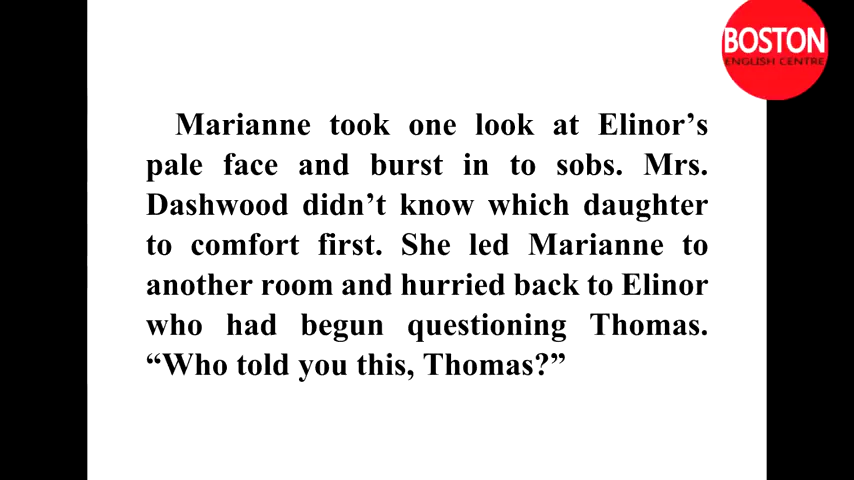 BOSTON
ENGLISH CENTRE
Marianne took one look at Elinor’s
pale face and burst in to sobs. Mrs.
Dashwood didn’t know which daughter
to comfort first. She led Marianne to
another room and hurried back to Elinor
who had begun questioning Thomas.
“Who told you this, Thomas?”